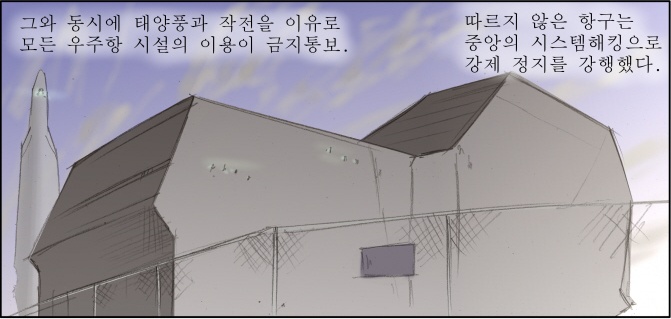 그와 동시에 태양풍과 작전을 이유로
모든 우주항 시설의 이용이 금지통보.
따르지 않은 항구는
중앙의 시스템해킹으로
강제 정지를 강행했다.